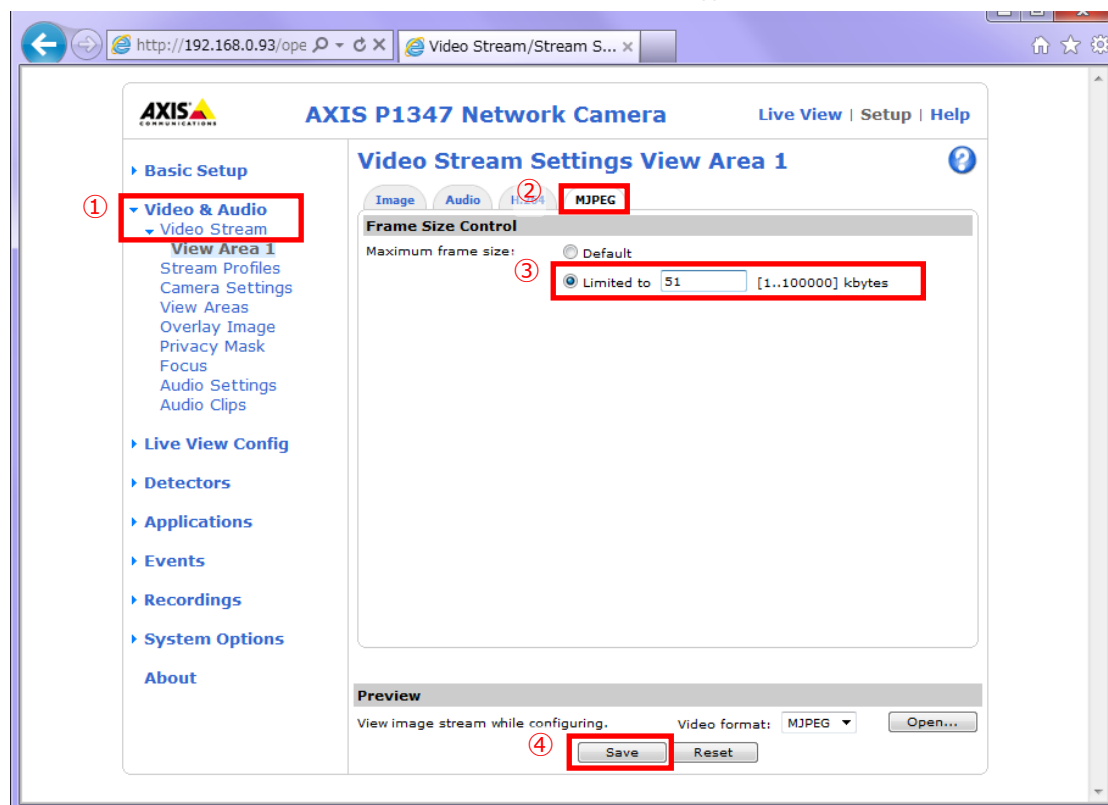 http://192.168.0.93/ope
Video Stream/Stream S...
AXIS
COMMUNICATIONS
AXIS P1347 Network Camera
Live View | Setup | Help
Basic Setup
① Video & Audio
Video Stream
View Area 1
Stream Profiles
Camera Settings
View Areas
Overlay Image
Privacy Mask
Focus
Audio Settings
Audio Clips
Live View Config
Detectors
Applications
Events
Recordings
System Options
About
Video Stream Settings View Area 1
Image Audio H.264 ② MJPEG
Frame Size Control
Maximum frame size: Default
③ Limited to 51 [1..100000] kbytes
Preview
View image stream while configuring. Video format: MJPEG Open...
④ Save Reset